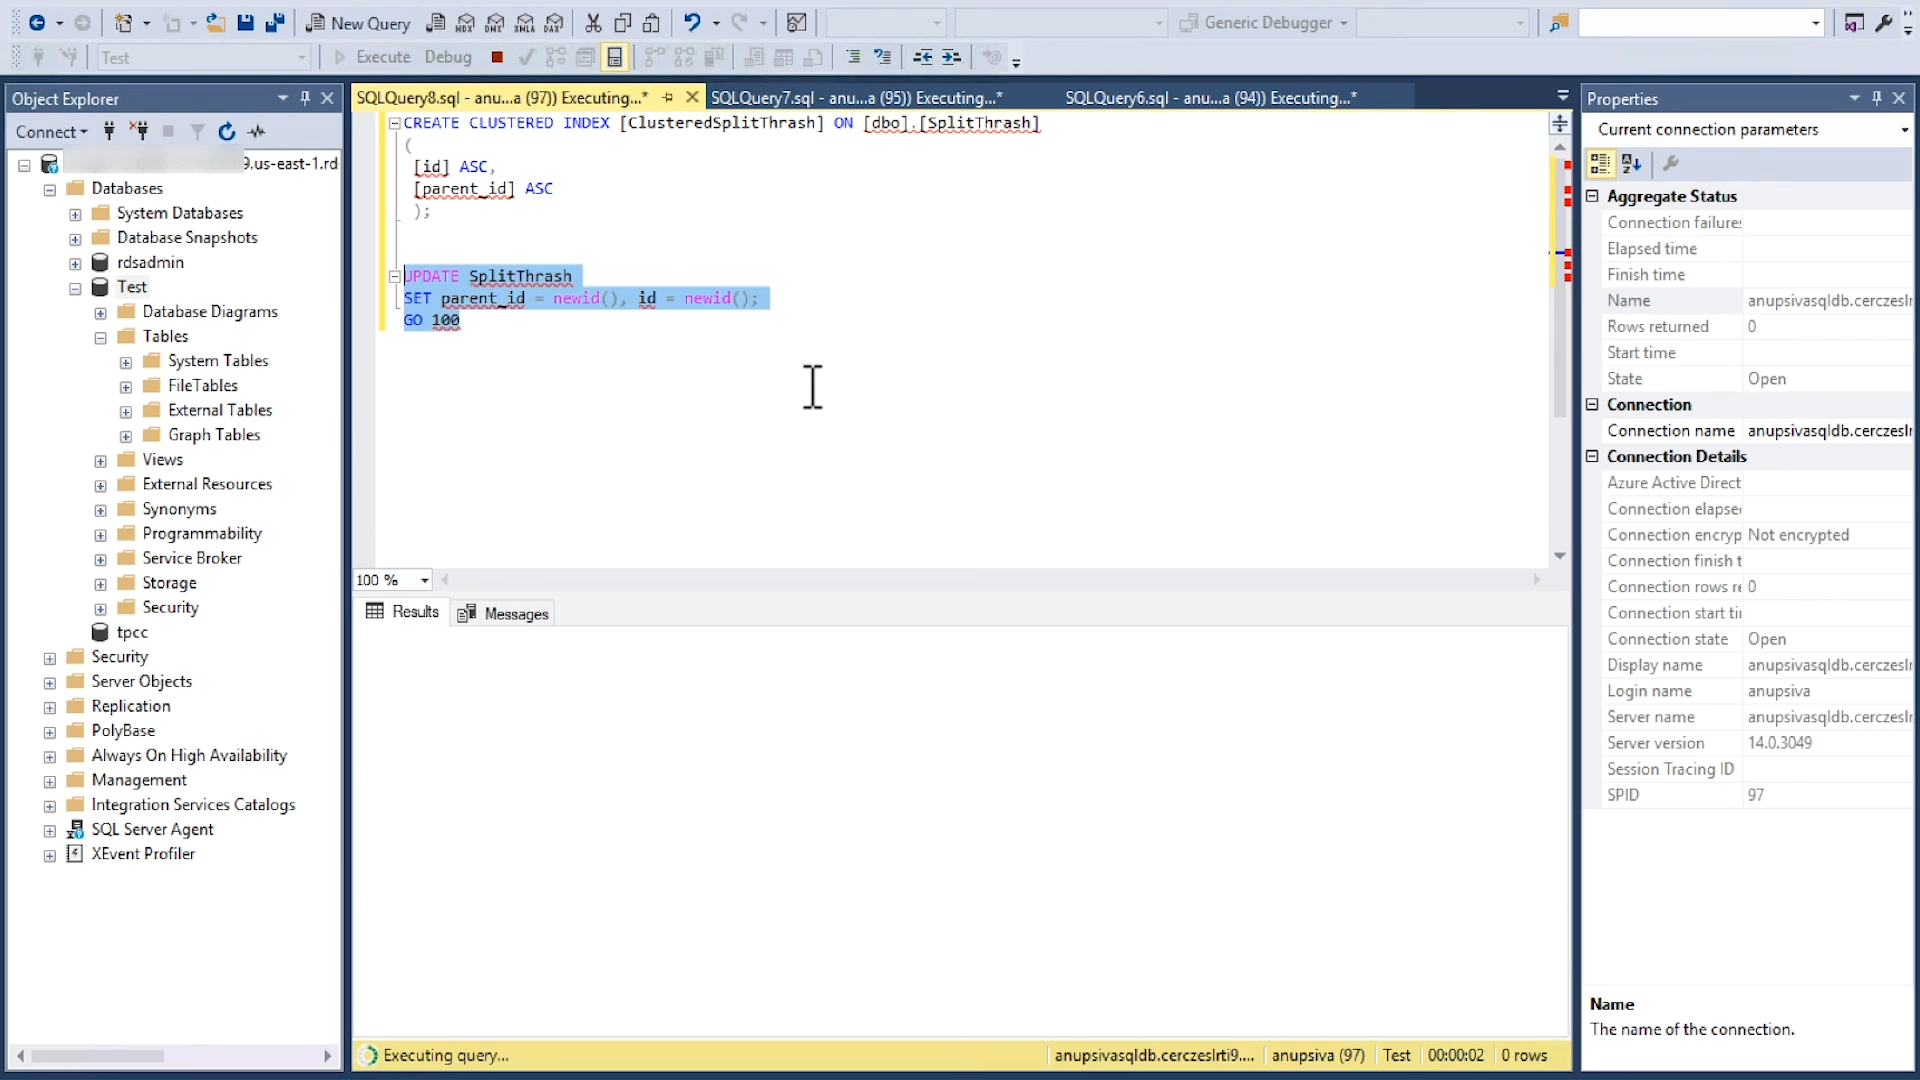 New Query
Generic Debugger
Test
Execute
Debug
Object Explorer
Connect
9.us-east-1.rd
Databases
System Databases
Database Snapshots
rdsadmin
Test
Database Diagrams
Tables
System Tables
FileTables
External Tables
Graph Tables
Views
External Resources
Synonyms
Programmability
Service Broker
Storage
Security
tpcc
Security
Server Objects
Replication
PolyBase
Always On High Availability
Management
Integration Services Catalogs
SQL Server Agent
XEvent Profiler
SQLQuery8.sql - anu...a (97)) Executing...*
SQLQuery7.sql - anu...a (95)) Executing...*
SQLQuery6.sql - anu...a (94)) Executing...*
CREATE CLUSTERED INDEX [ClusteredSplitThrash] ON [dbo].[SplitThrash]
(
[id] ASC,
[parent_id] ASC
);
UPDATE SplitThrash
SET parent_id = newid(), id = newid();
GO 100
100 %
Results
Messages
Executing query...
anupsivasqldb.cerczeslrti9....
anupsiva (97)
Test
00:00:02
0 rows
Properties
Current connection parameters
Aggregate Status
Connection failures
Elapsed time
Finish time
Name anupsivasqldb.cerczeslr
Rows returned 0
Start time
State Open
Connection
Connection name anupsivasqldb.cerczeslr
Connection Details
Azure Active Direct
Connection elapse
Connection encryp Not encrypted
Connection finish t
Connection rows re 0
Connection start ti
Connection state Open
Display name anupsivasqldb.cerczeslr
Login name anupsiva
Server name anupsivasqldb.cerczeslr
Server version 14.0.3049
Session Tracing ID
SPID 97
Name
The name of the connection.